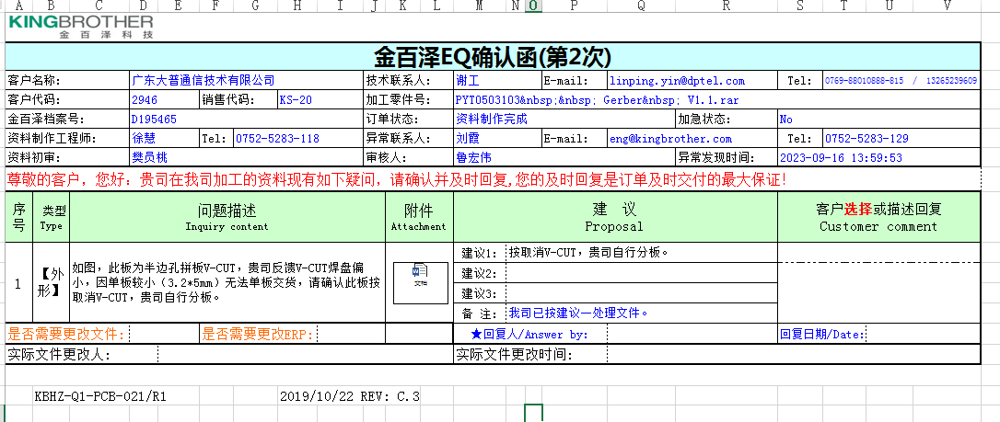 A B C D E F G H I J K L M N O P Q R S T U V
KINGBROTHER
金百泽科技
金百泽EQ确认函(第2次)
客户名称: 广东大普通信技术有限公司 技术联系人: 谢工 E-mail: linping.yin@dptel.com Tel: 0769-88010888-815 / 13265239609
客户代码: 2946 销售代码: KS-20 加工零件号: PYT0503103&nbsp;&nbsp; Gerber&nbsp; V1.1.rar
金百泽档案号: D195465 订单状态: 资料制作完成 加急状态: No
资料制作工程师: 徐慧 Tel: 0752-5283-118 异常联系人: 刘霞 E-mail: eng@kingbrother.com Tel: 0752-5283-129
资料初审: 樊员桃 审核人: 鲁宏伟 异常发现时间: 2023-09-16 13:59:53
尊敬的客户，您好: 贵司在我司加工的资料现有如下疑问，请确认并及时回复,您的及时回复是订单及时交付的最大保证!
序号 类型 问题描述 附件 建 议 客户选择或描述回复
Type Inquiry content Attachment Proposal Customer comment
1 【外形】
如图，此板为半边孔拼板V-CUT，贵司反馈V-CUT焊盘偏
小，因单板较小（3.2*5mm）无法单板交货，请确认此板按
取消V-CUT，贵司自行分板。
文档
建议1: 按取消V-CUT，贵司自行分板。
建议2:
建议3:
备 注: 我司已按建议一处理文件。
是否需要更改文件: 是否需要更改ERP: ★回复人/Answer by: 回复日期/Date:
实际文件更改人: 实际文件更改时间:
KBHZ-Q1-PCB-021/R1 2019/10/22 REV: C.3